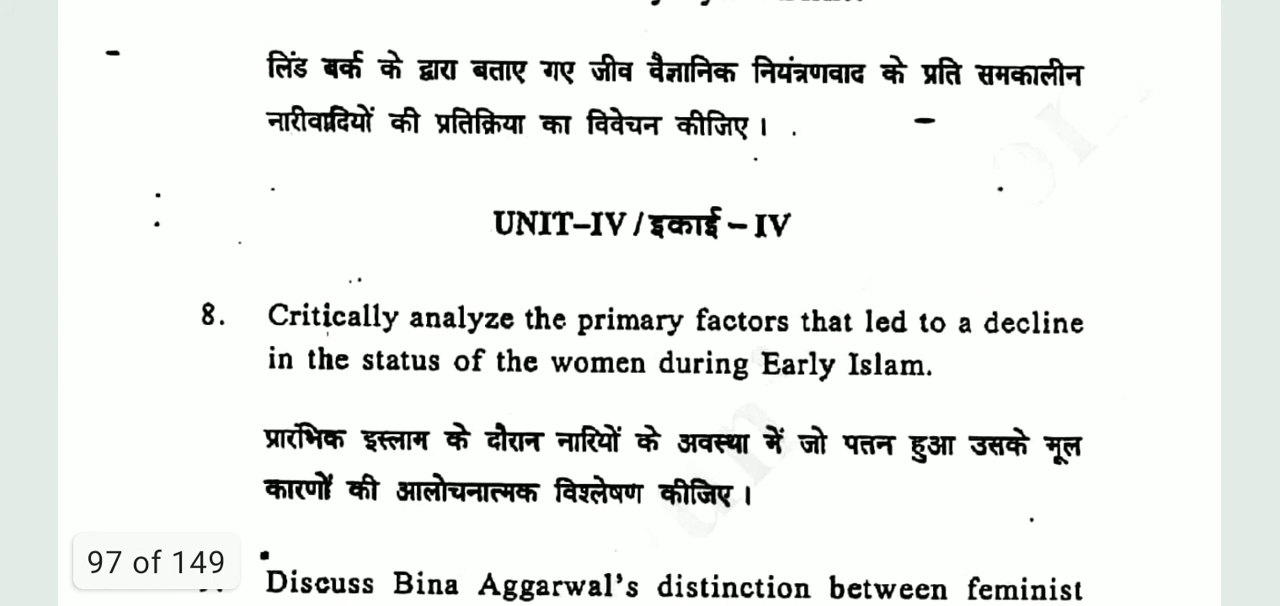 लिंड बर्क के द्वारा बताए गए जीव वैज्ञानिक नियंत्रणवाद के प्रति समकालीन
नारीवादियों की प्रतिक्रिया का विवेचन कीजिए।
UNIT–IV / इकाई – IV
8. Critically analyze the primary factors that led to a decline
in the status of the women during Early Islam.
प्रारंभिक इस्लाम के दौरान नारियों के अवस्था में जो पतन हुआ उसके मूल
कारणों की आलोचनात्मक विश्लेषण कीजिए।
97 of 149
Discuss Bina Aggarwal's distinction between feminist